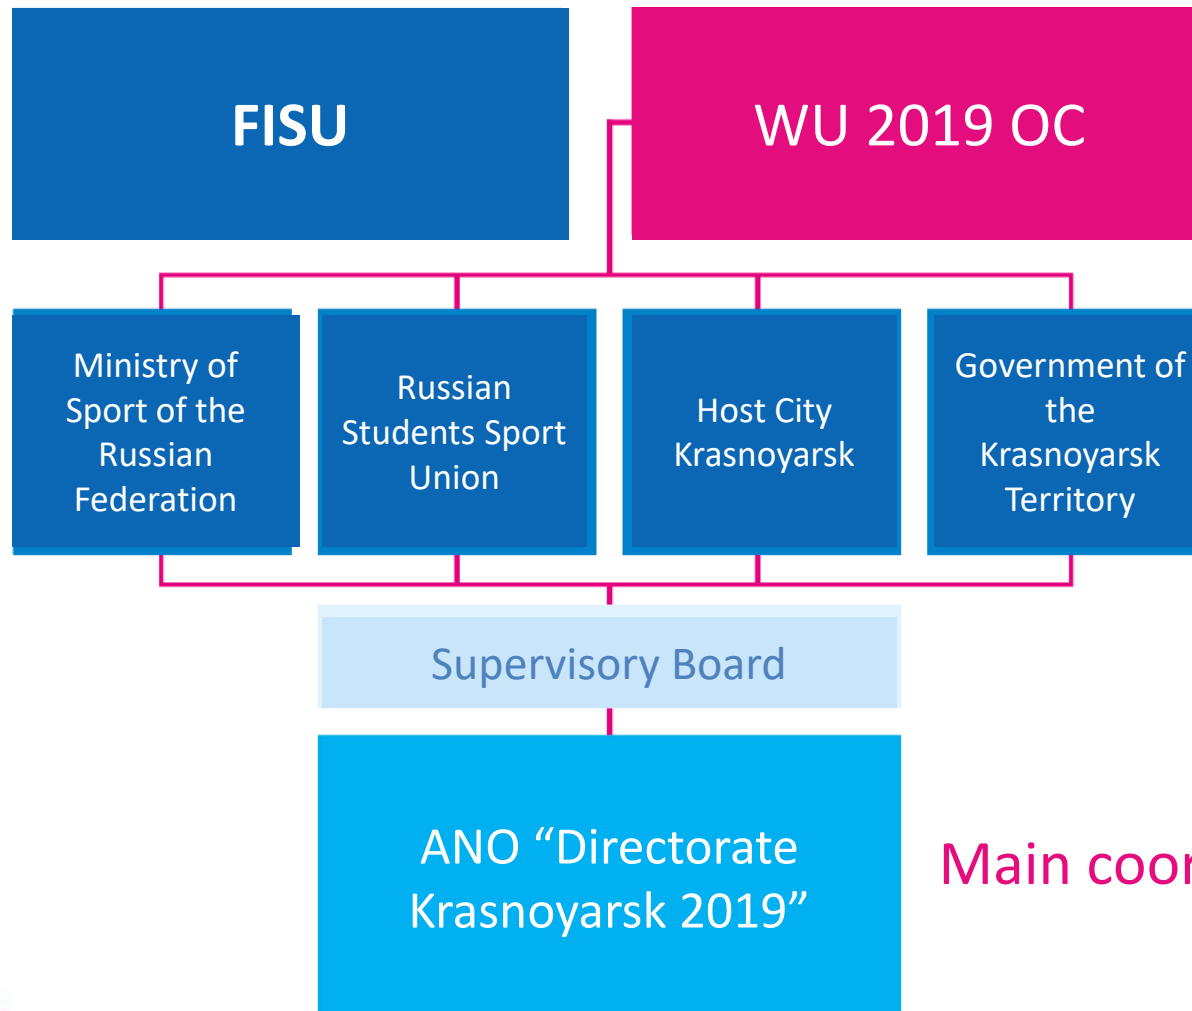 FISU
WU 2019 OC
Ministry of
Sport of the
Russian
Federation
Russian
Students Sport
Union
Host City
Krasnoyarsk
Government of
the
Krasnoyarsk
Territory
Supervisory Board
ANO “Directorate
Krasnoyarsk 2019”
Main